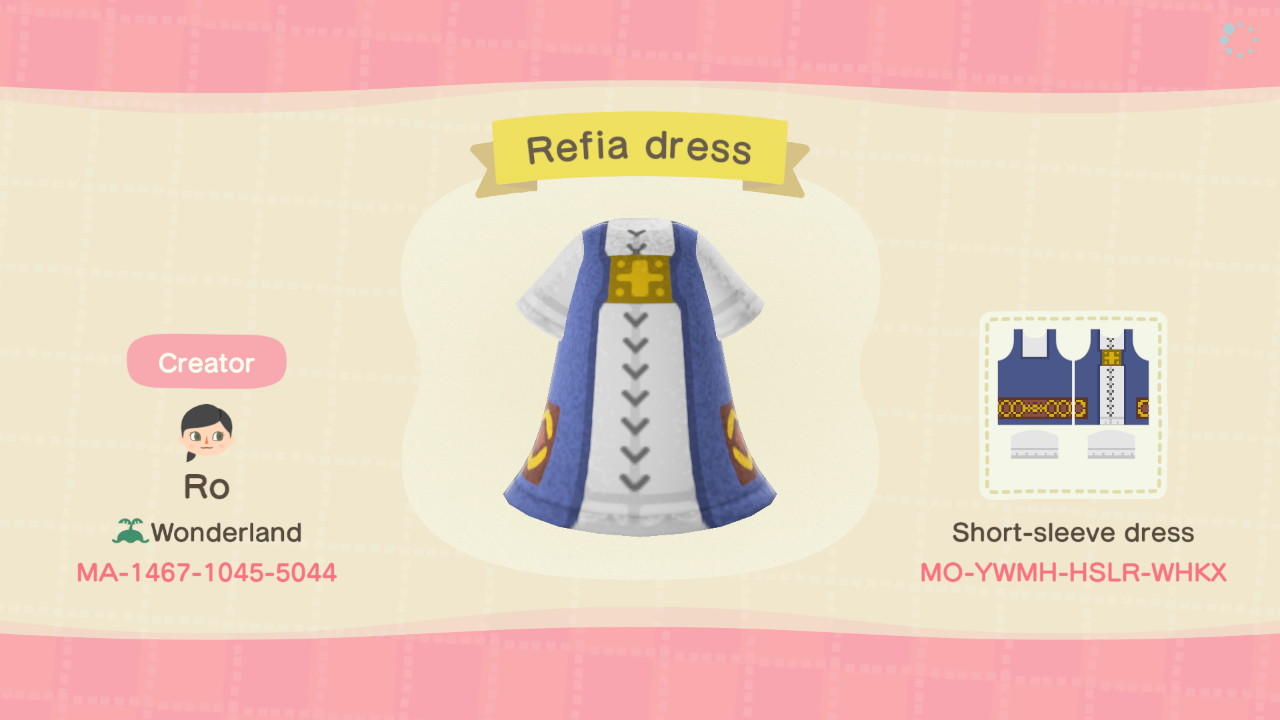 Refia dress
Creator
Ro
Wonderland
MA-1467-1045-5044
Short-sleeve dress
MO-YWMH-HSLR-WHKX